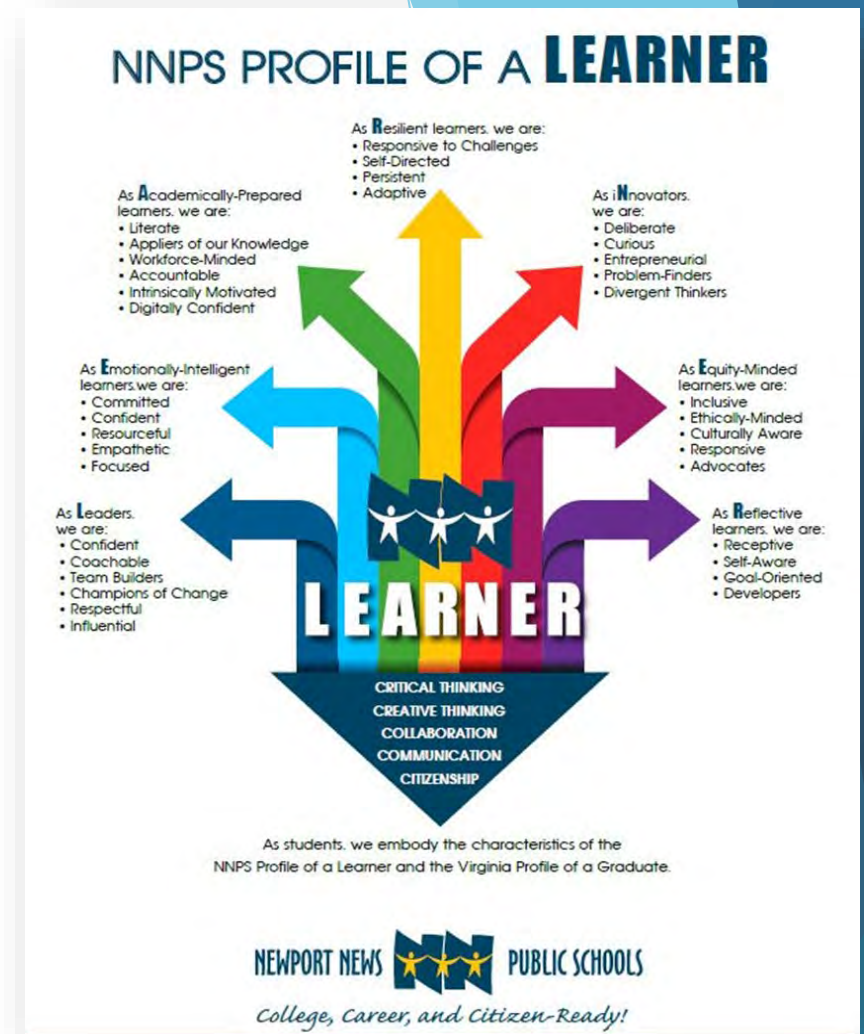 NNPS PROFILE OF A LEARNER
As Resilient learners, we are:
• Responsive to Challenges
• Self-Directed
• Persistent
• Adaptive
As Academically-Prepared
learners, we are:
• Literate
• Appliers of our Knowledge
• Workforce-Minded
• Accountable
• Intrinsically Motivated
• Digitally Confident
As iNnovators,
we are:
• Deliberate
• Curious
• Entrepreneurial
• Problem-Finders
• Divergent Thinkers
As Emotionally-Intelligent
learners,we are:
• Committed
• Confident
• Resourceful
• Empathetic
• Focused
As Equity-Minded
learners,we are:
• Inclusive
• Ethically-Minded
• Culturally Aware
• Responsive
• Advocates
As Leaders,
we are:
• Confident
• Coachable
• Team Builders
• Champions of Change
• Respectful
• Influential
As Reflective
learners, we are:
• Receptive
• Self-Aware
• Goal-Oriented
• Developers
NN
LEARNER
CRITICAL THINKING
CREATIVE THINKING
COLLABORATION
COMMUNICATION
CITIZENSHIP
As students, we embody the characteristics of the
NNPS Profile of a Learner and the Virginia Profile of a Graduate.
NEWPORT NEWS NN PUBLIC SCHOOLS
College, Career, and Citizen-Ready!